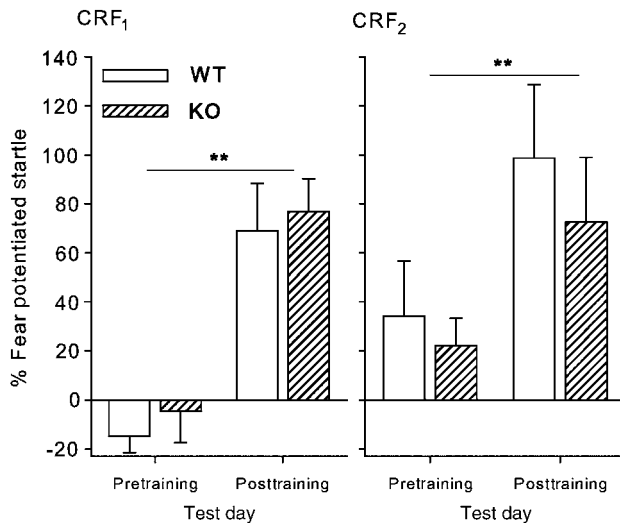 CRF₁
CRF₂
% Fear potentiated startle
140
120
100
80
60
40
20
0
-20
WT
KO
**
**
Pretraining Posttraining
Pretraining Posttraining
Test day
Test day